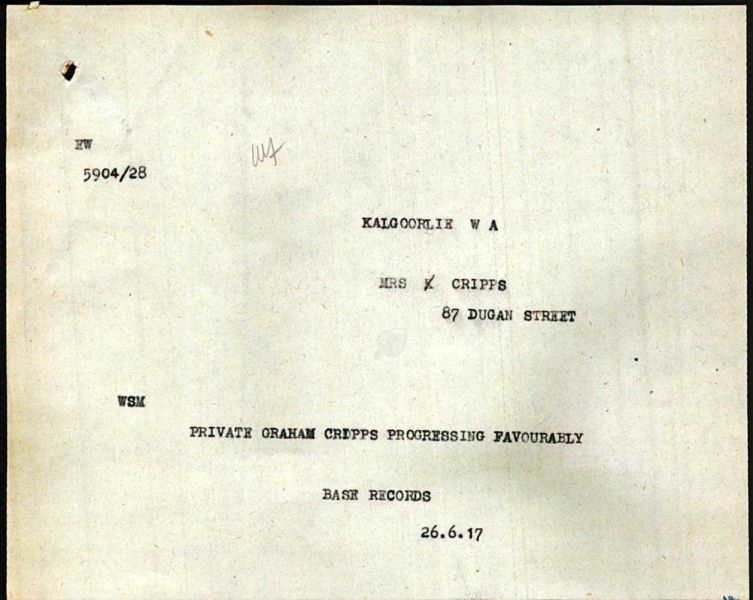 EW
5904/28
KALGOORLIE W A
MRS K CRIPPS
87 DUGAN STREET
WSM
PRIVATE GRAHAM CRIPPS PROGRESSING FAVOURABLY
BASE RECORDS
26.6.17